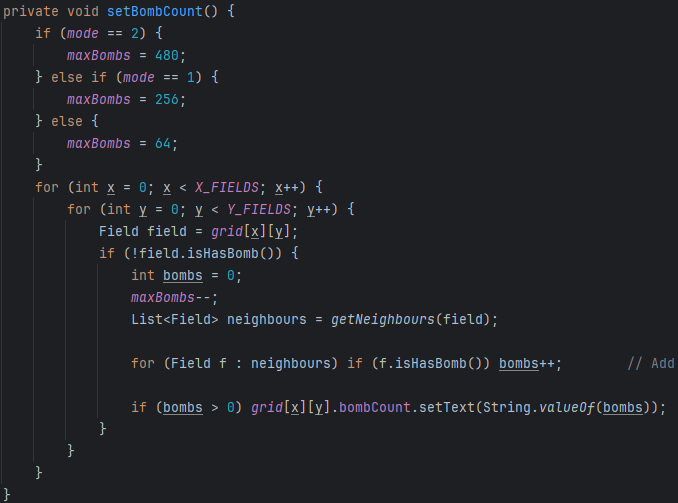 private void setBombCount() {
    if (mode == 2) {
        maxBombs = 480;
    } else if (mode == 1) {
        maxBombs = 256;
    } else {
        maxBombs = 64;
    }
    for (int x = 0; x < X_FIELDS; x++) {
        for (int y = 0; y < Y_FIELDS; y++) {
            Field field = grid[x][y];
            if (!field.isHasBomb()) {
                int bombs = 0;
                maxBombs--;
                List<Field> neighbours = getNeighbours(field);

                for (Field f : neighbours) if (f.isHasBomb()) bombs++;        // Add

                if (bombs > 0) grid[x][y].bombCount.setText(String.valueOf(bombs));
            }
        }
    }
}